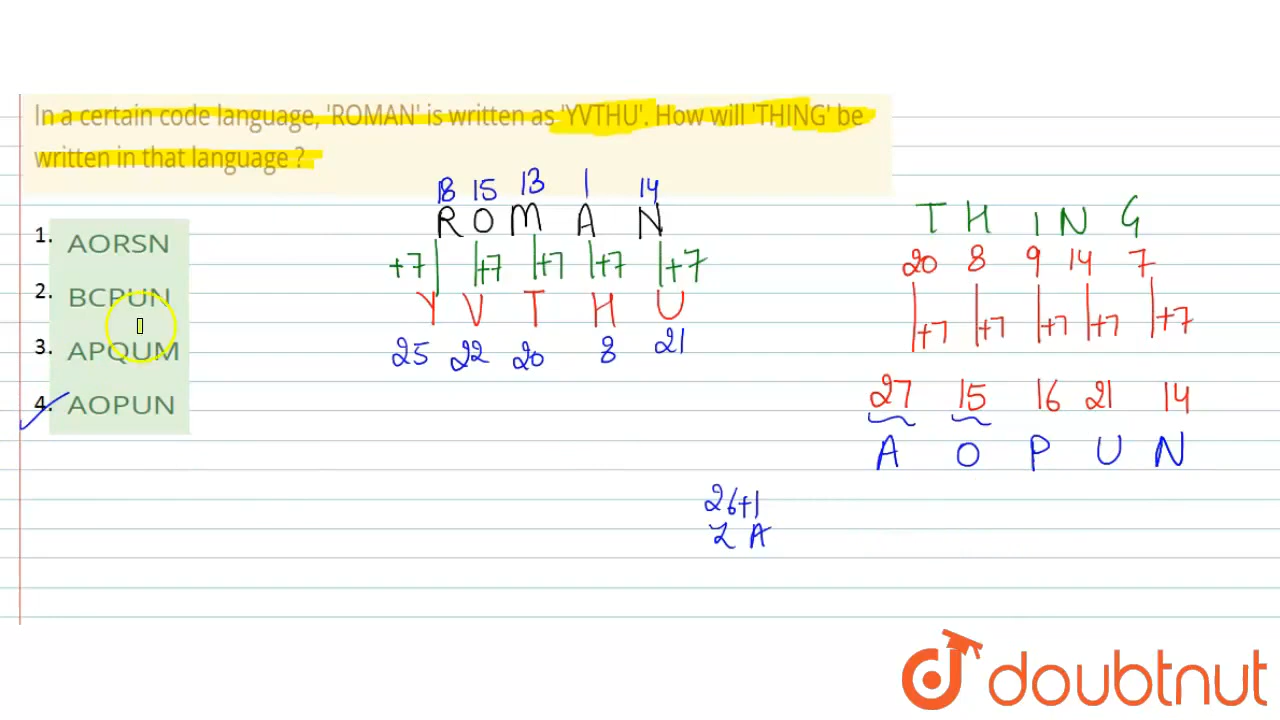 In a certain code language, 'ROMAN' is written as 'YVTHU'. How will 'THING' be
written in that language ?
1. AORSN
2. BCPUN
3. APQUM
4. AOPUN
18 15 13 1 14
R O M A N
+7 +7 +7 +7 +7
Y V T H U
25 22 20 8 21
T H I N G
20 8 9 14 7
+7 +7 +7 +7 +7
27 15 16 21 14
A O P U N
26+1
Z A
doubtnut